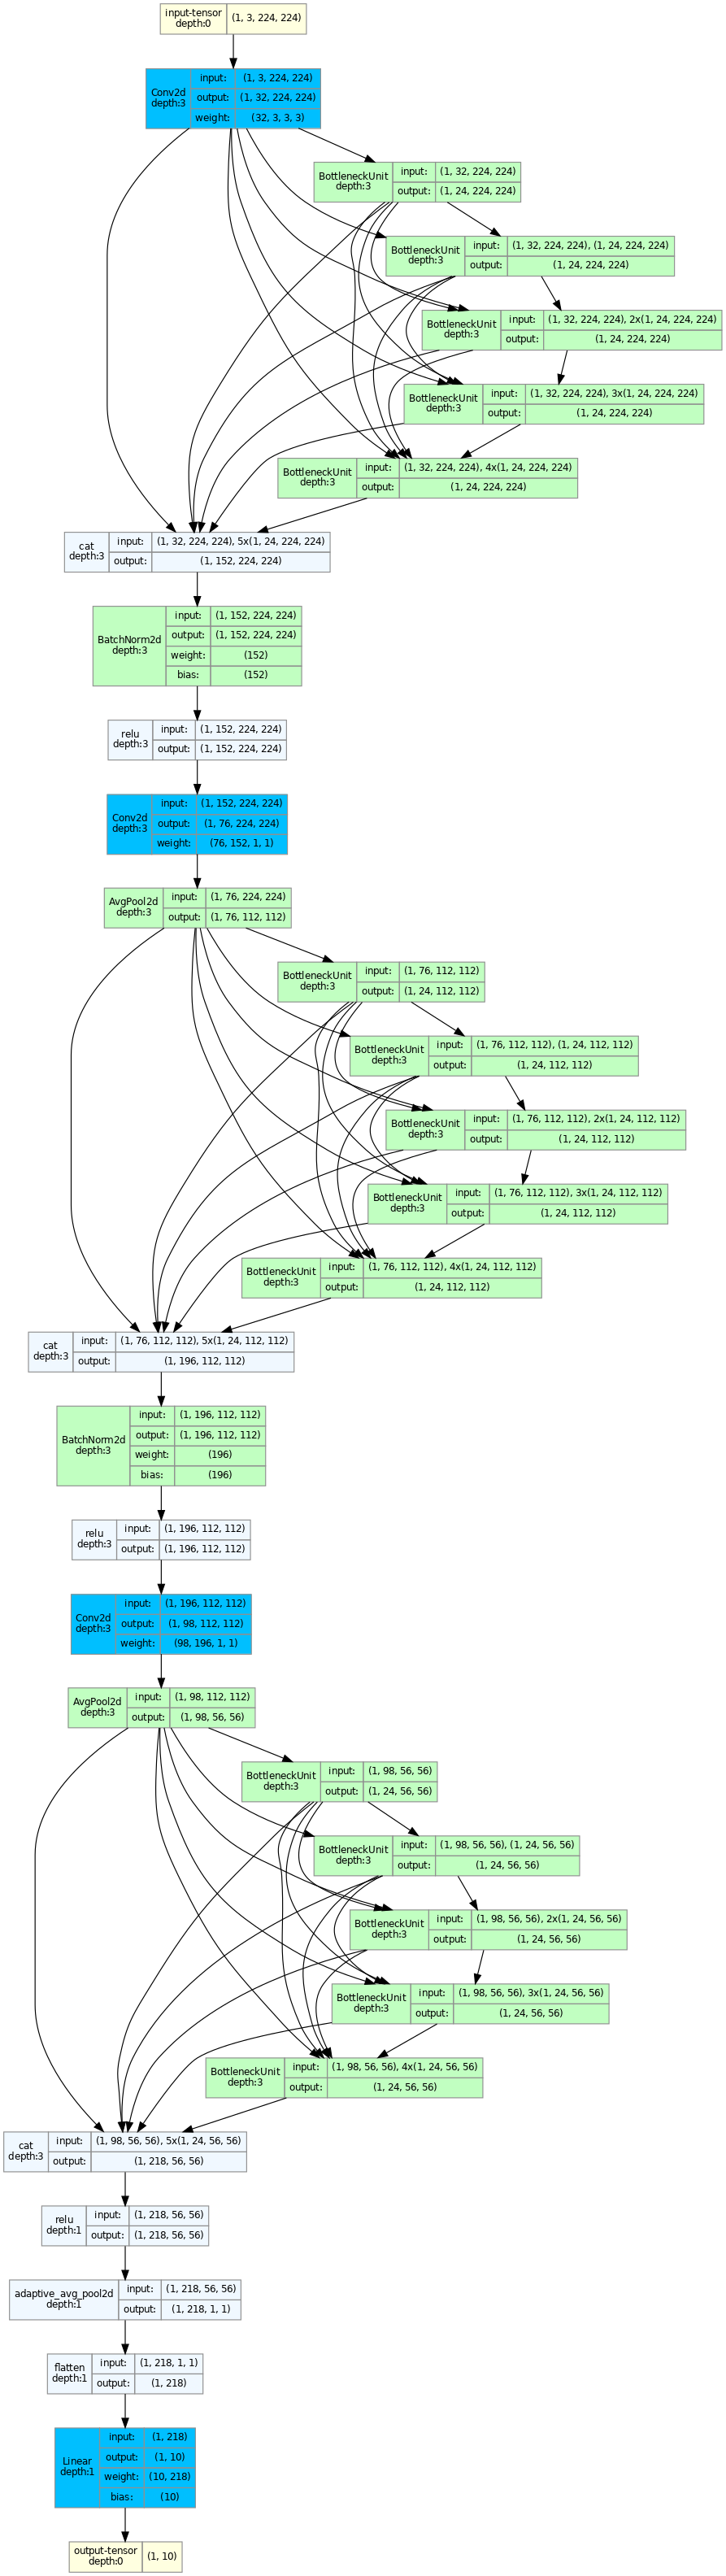 input-tensor
depth:0
(1, 3, 224, 224)
Conv2d
depth:3
input:
(1, 3, 224, 224)
output:
(1, 32, 224, 224)
weight:
(32, 3, 3, 3)
BottleneckUnit
depth:3
input:
(1, 32, 224, 224)
output:
(1, 24, 224, 224)
BottleneckUnit
depth:3
input:
(1, 32, 224, 224), (1, 24, 224, 224)
output:
(1, 24, 224, 224)
BottleneckUnit
depth:3
input:
(1, 32, 224, 224), 2x(1, 24, 224, 224)
output:
(1, 24, 224, 224)
BottleneckUnit
depth:3
input:
(1, 32, 224, 224), 3x(1, 24, 224, 224)
output:
(1, 24, 224, 224)
BottleneckUnit
depth:3
input:
(1, 32, 224, 224), 4x(1, 24, 224, 224)
output:
(1, 24, 224, 224)
cat
depth:3
input:
(1, 32, 224, 224), 5x(1, 24, 224, 224)
output:
(1, 152, 224, 224)
BatchNorm2d
depth:3
input:
(1, 152, 224, 224)
output:
(1, 152, 224, 224)
weight:
(152)
bias:
(152)
relu
depth:3
input:
(1, 152, 224, 224)
output:
(1, 152, 224, 224)
Conv2d
depth:3
input:
(1, 152, 224, 224)
output:
(1, 76, 224, 224)
weight:
(76, 152, 1, 1)
AvgPool2d
depth:3
input:
(1, 76, 224, 224)
output:
(1, 76, 112, 112)
BottleneckUnit
depth:3
input:
(1, 76, 112, 112)
output:
(1, 24, 112, 112)
BottleneckUnit
depth:3
input:
(1, 76, 112, 112), (1, 24, 112, 112)
output:
(1, 24, 112, 112)
BottleneckUnit
depth:3
input:
(1, 76, 112, 112), 2x(1, 24, 112, 112)
output:
(1, 24, 112, 112)
BottleneckUnit
depth:3
input:
(1, 76, 112, 112), 3x(1, 24, 112, 112)
output:
(1, 24, 112, 112)
BottleneckUnit
depth:3
input:
(1, 76, 112, 112), 4x(1, 24, 112, 112)
output:
(1, 24, 112, 112)
cat
depth:3
input:
(1, 76, 112, 112), 5x(1, 24, 112, 112)
output:
(1, 196, 112, 112)
BatchNorm2d
depth:3
input:
(1, 196, 112, 112)
output:
(1, 196, 112, 112)
weight:
(196)
bias:
(196)
relu
depth:3
input:
(1, 196, 112, 112)
output:
(1, 196, 112, 112)
Conv2d
depth:3
input:
(1, 196, 112, 112)
output:
(1, 98, 112, 112)
weight:
(98, 196, 1, 1)
AvgPool2d
depth:3
input:
(1, 98, 112, 112)
output:
(1, 98, 56, 56)
BottleneckUnit
depth:3
input:
(1, 98, 56, 56)
output:
(1, 24, 56, 56)
BottleneckUnit
depth:3
input:
(1, 98, 56, 56), (1, 24, 56, 56)
output:
(1, 24, 56, 56)
BottleneckUnit
depth:3
input:
(1, 98, 56, 56), 2x(1, 24, 56, 56)
output:
(1, 24, 56, 56)
BottleneckUnit
depth:3
input:
(1, 98, 56, 56), 3x(1, 24, 56, 56)
output:
(1, 24, 56, 56)
BottleneckUnit
depth:3
input:
(1, 98, 56, 56), 4x(1, 24, 56, 56)
output:
(1, 24, 56, 56)
cat
depth:3
input:
(1, 98, 56, 56), 5x(1, 24, 56, 56)
output:
(1, 218, 56, 56)
relu
depth:1
input:
(1, 218, 56, 56)
output:
(1, 218, 56, 56)
adaptive_avg_pool2d
depth:1
input:
(1, 218, 56, 56)
output:
(1, 218, 1, 1)
flatten
depth:1
input:
(1, 218, 1, 1)
output:
(1, 218)
Linear
depth:1
input:
(1, 218)
output:
(1, 10)
weight:
(10, 218)
bias:
(10)
output-tensor
depth:0
(1, 10)